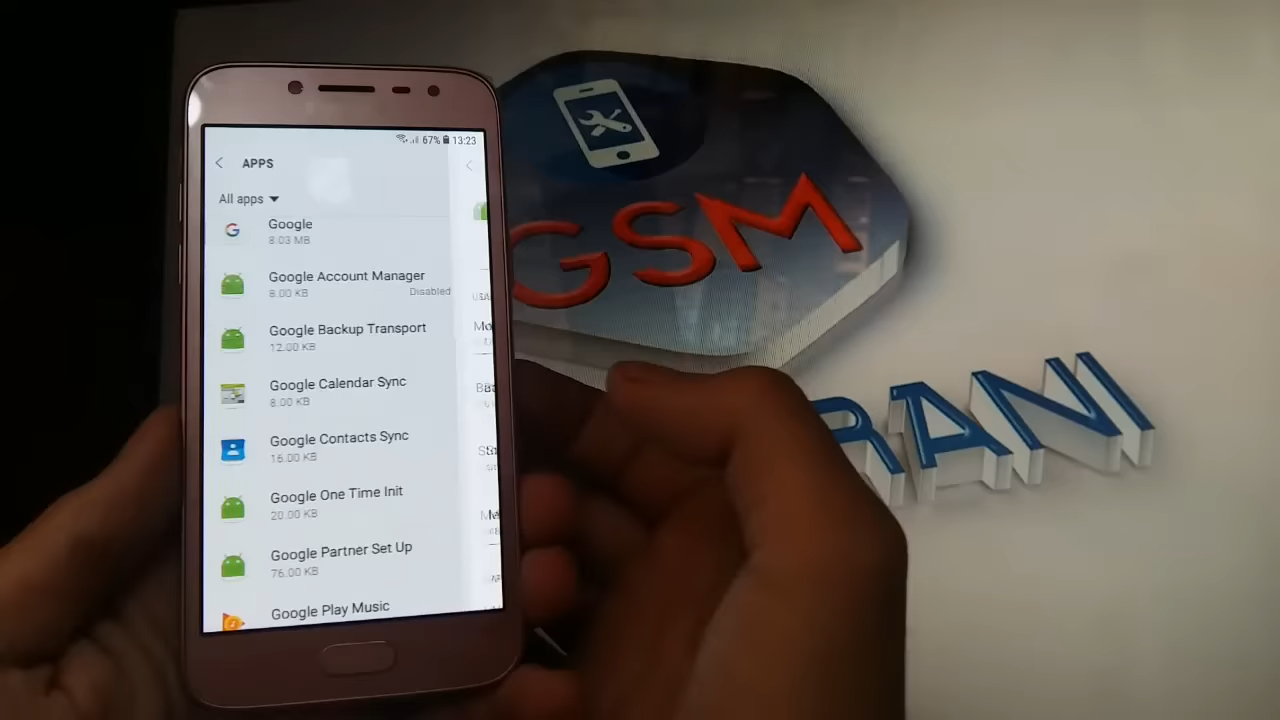 67% 13:23
APPS
All apps
Google
8.03 MB
Google Account Manager
8.00 KB
Disabled
Google Backup Transport
12.00 KB
Google Calendar Sync
8.00 KB
Google Contacts Sync
16.00 KB
Google One Time Init
20.00 KB
Google Partner Set Up
76.00 KB
Google Play Music
GSM
RANI